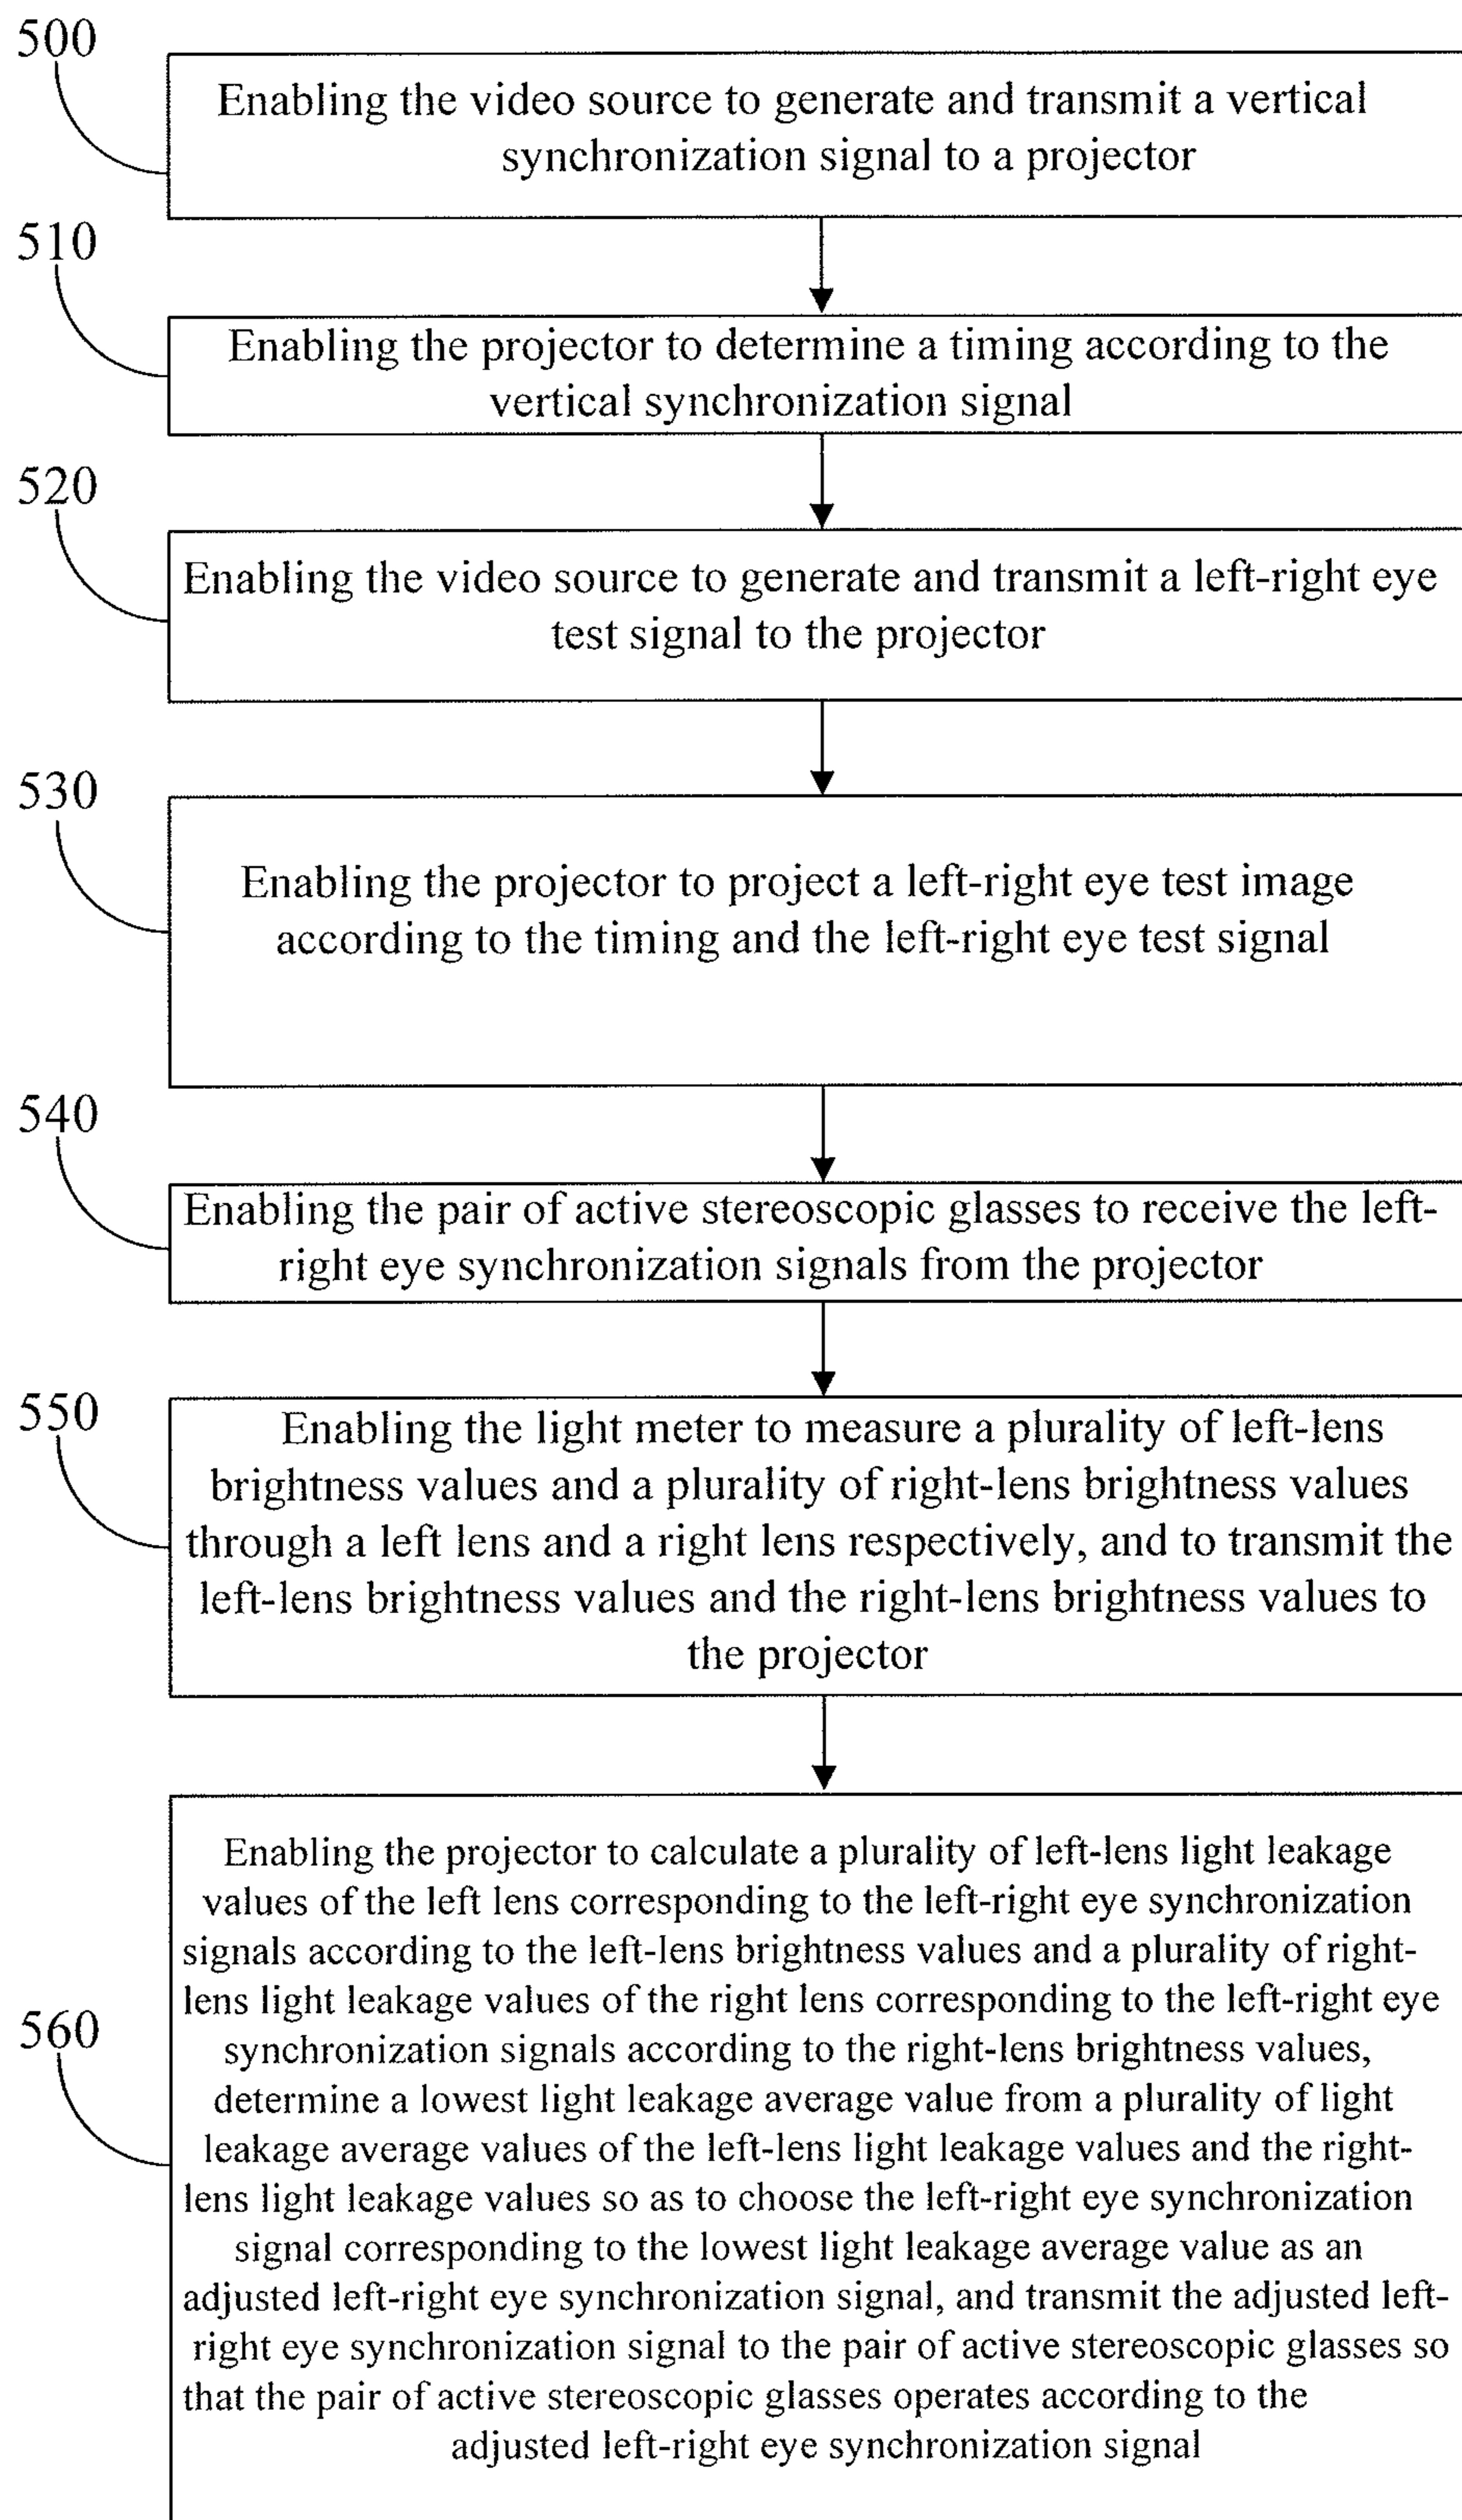 500
Enabling the video source to generate and transmit a vertical
synchronization signal to a projector
510
Enabling the projector to determine a timing according to the
vertical synchronization signal
520
Enabling the video source to generate and transmit a left-right eye
test signal to the projector
530
Enabling the projector to project a left-right eye test image
according to the timing and the left-right eye test signal
540
Enabling the pair of active stereoscopic glasses to receive the left-
right eye synchronization signals from the projector
550
Enabling the light meter to measure a plurality of left-lens
brightness values and a plurality of right-lens brightness values
through a left lens and a right lens respectively, and to transmit the
left-lens brightness values and the right-lens brightness values to
the projector
560
Enabling the projector to calculate a plurality of left-lens light leakage
values of the left lens corresponding to the left-right eye synchronization
signals according to the left-lens brightness values and a plurality of right-
lens light leakage values of the right lens corresponding to the left-right eye
synchronization signals according to the right-lens brightness values,
determine a lowest light leakage average value from a plurality of light
leakage average values of the left-lens light leakage values and the right-
lens light leakage values so as to choose the left-right eye synchronization
signal corresponding to the lowest light leakage average value as an
adjusted left-right eye synchronization signal, and transmit the adjusted left-
right eye synchronization signal to the pair of active stereoscopic glasses so
that the pair of active stereoscopic glasses operates according to the
adjusted left-right eye synchronization signal